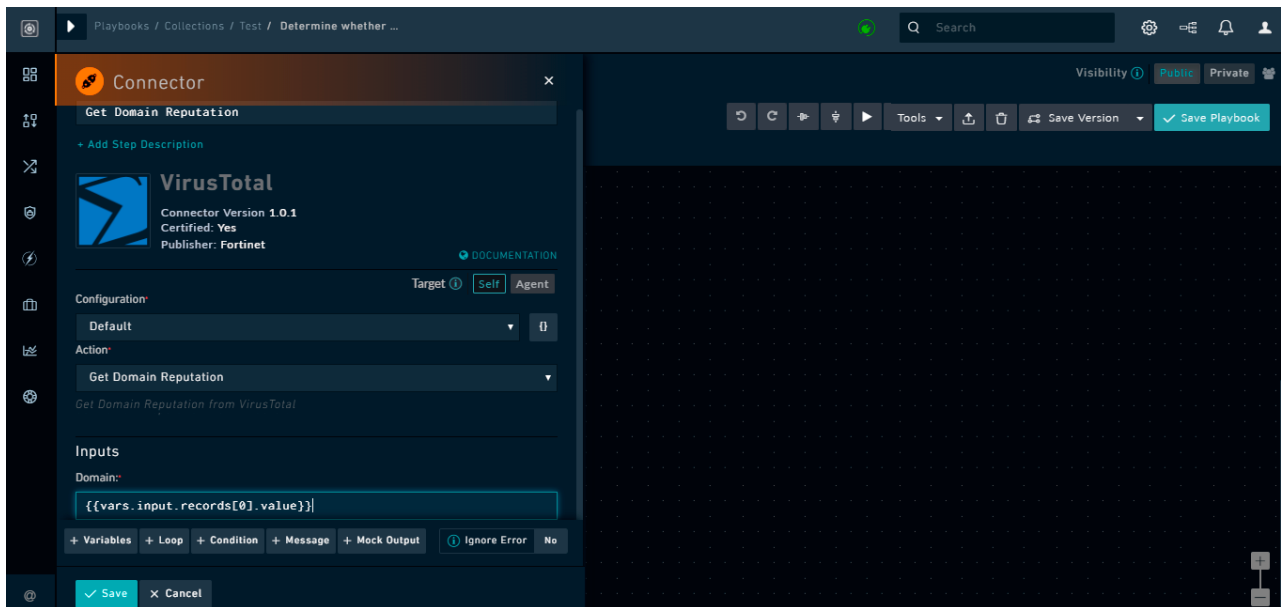 Playbooks / Collections / Test / Determine whether ...
Search
Connector
Visibility
Public
Private
Get Domain Reputation
Tools
Save Version
Save Playbook
+ Add Step Description
VirusTotal
Connector Version 1.0.1
Certified: Yes
Publisher: Fortinet
DOCUMENTATION
Target
Self
Agent
Configuration*
Default
{}
Action*
Get Domain Reputation
Get Domain Reputation from VirusTotal
Inputs
Domain:*
{{vars.input.records[0].value}}
+ Variables
+ Loop
+ Condition
+ Message
+ Mock Output
Ignore Error
No
Save
Cancel
@